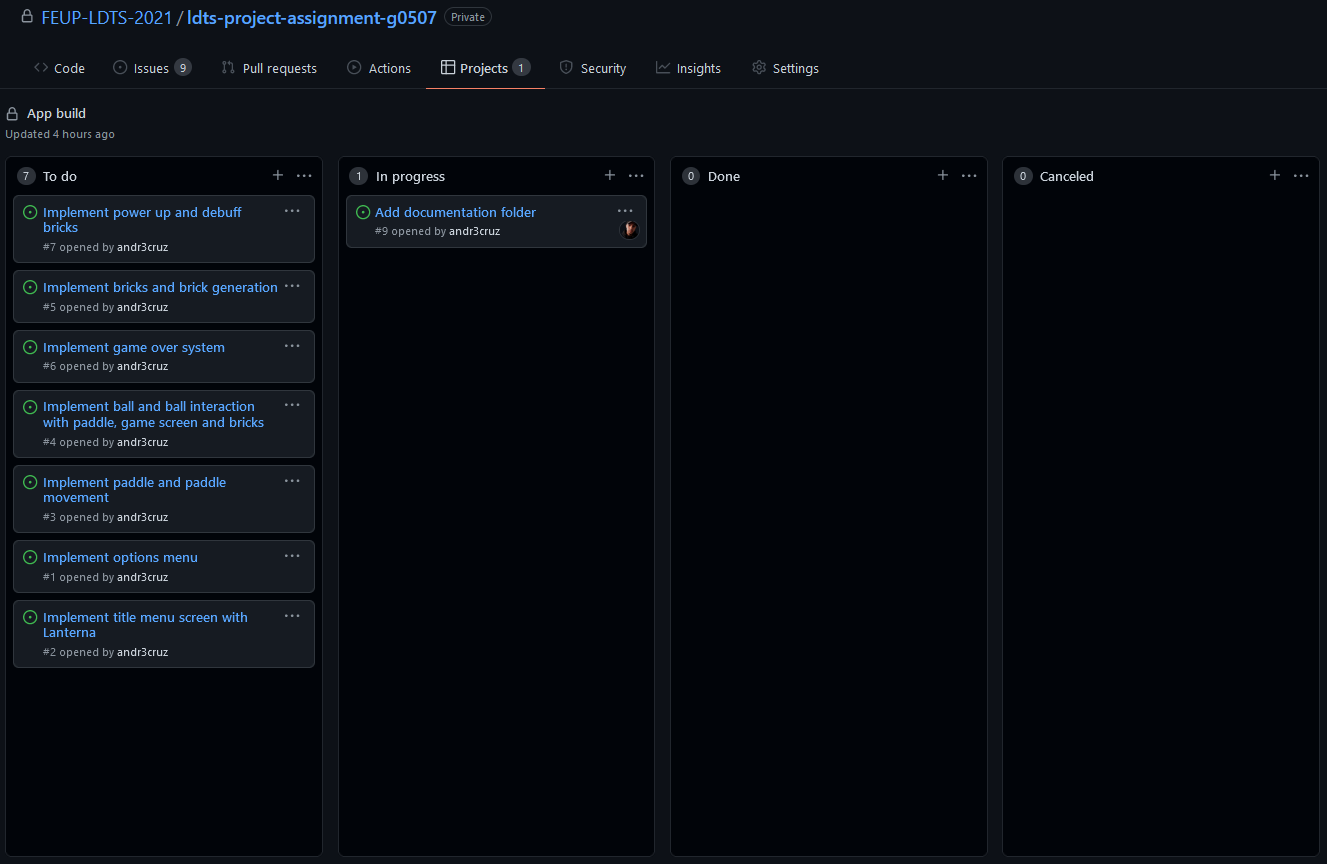 FEUP-LDTS-2021 / ldts-project-assignment-g0507 Private
Code Issues 9 Pull requests Actions Projects 1 Security Insights Settings
App build
Updated 4 hours ago
7 To do
Implement power up and debuff
bricks
#7 opened by andr3cruz
Implement bricks and brick generation
#5 opened by andr3cruz
Implement game over system
#6 opened by andr3cruz
Implement ball and ball interaction
with paddle, game screen and bricks
#4 opened by andr3cruz
Implement paddle and paddle
movement
#3 opened by andr3cruz
Implement options menu
#1 opened by andr3cruz
Implement title menu screen with
Lanterna
#2 opened by andr3cruz
1 In progress
Add documentation folder
#9 opened by andr3cruz
0 Done
0 Canceled